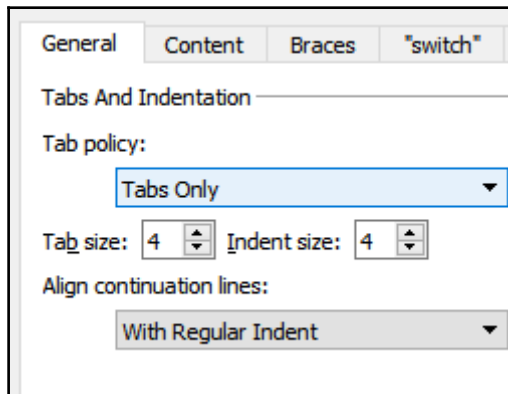 General Content Braces "switch"
Tabs And Indentation
Tab policy:
Tabs Only
Tab size: 4 Indent size: 4
Align continuation lines:
With Regular Indent